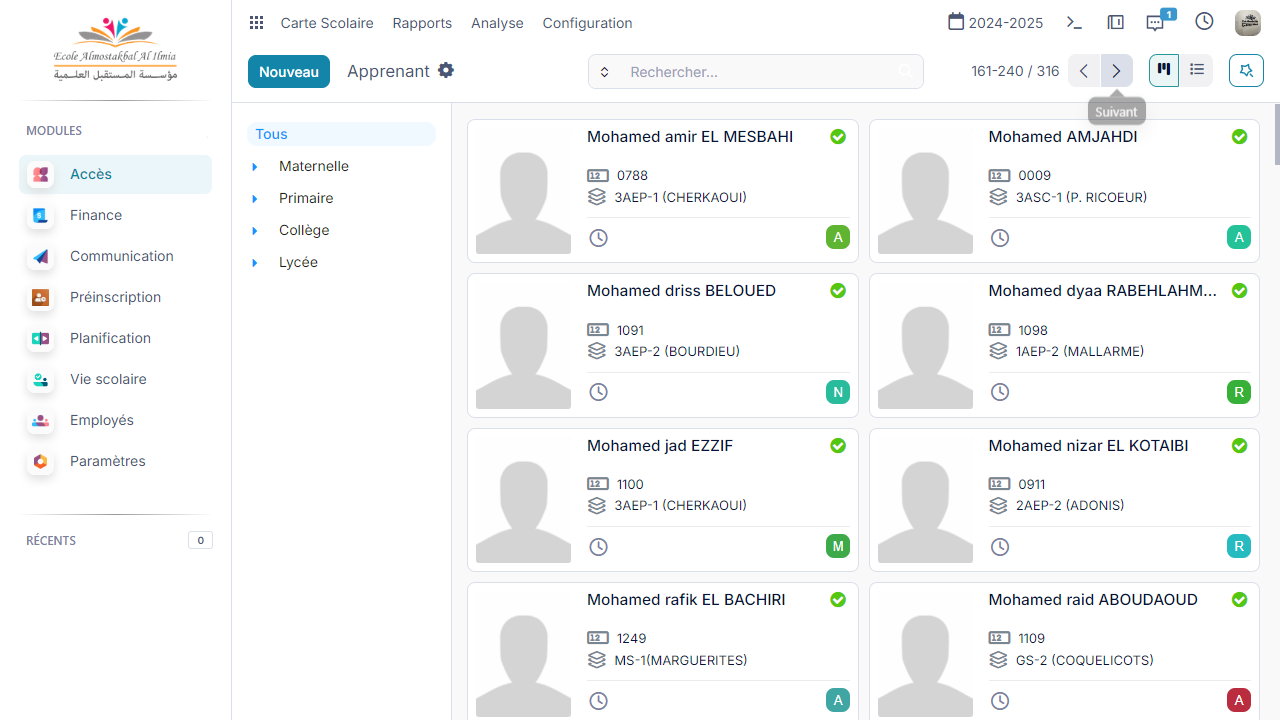 Ecole Almostakbal Al Ilmia
مؤسسة المستقبل العلمية
MODULES
Accès
Finance
Communication
Préinscription
Planification
Vie scolaire
Employés
Paramètres
RÉCENTS
0
Carte Scolaire
Rapports
Analyse
Configuration
2024-2025
1
Nouveau
Apprenant
Rechercher...
161-240 / 316
Suivant
Tous
Maternelle
Primaire
Collège
Lycée
Mohamed amir EL MESBAHI
0788
3AEP-1 (CHERKAOUI)
A
Mohamed AMJAHDI
0009
3ASC-1 (P. RICOEUR)
A
Mohamed driss BELOUED
1091
3AEP-2 (BOURDIEU)
N
Mohamed dyaa RABEHLAHM...
1098
1AEP-2 (MALLARME)
R
Mohamed jad EZZIF
1100
3AEP-1 (CHERKAOUI)
M
Mohamed nizar EL KOTAIBI
0911
2AEP-2 (ADONIS)
R
Mohamed rafik EL BACHIRI
1249
MS-1(MARGUERITES)
A
Mohamed raid ABOUDAOUD
1109
GS-2 (COQUELICOTS)
A